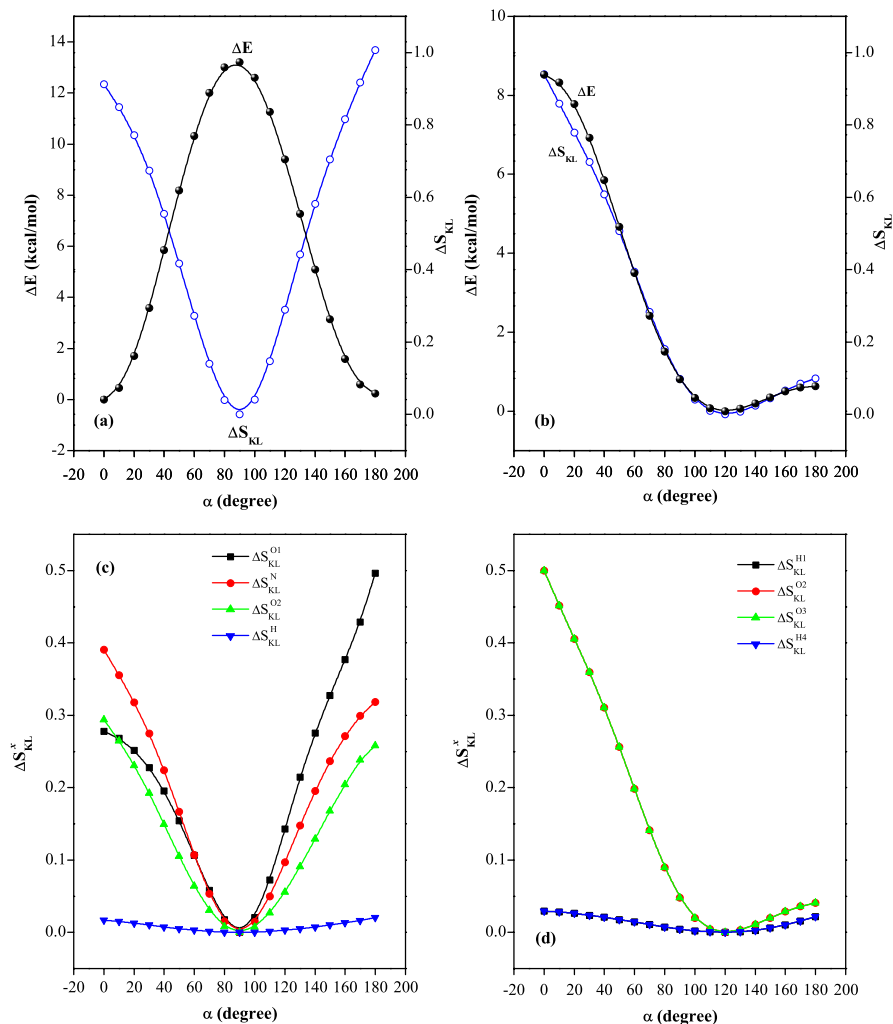 14
12
10
8
6
4
2
0
-2
ΔE (kcal/mol)
1.0
0.8
0.6
0.4
0.2
0.0
ΔS_KL
ΔE
ΔS_KL
(a)
-20 0 20 40 60 80 100 120 140 160 180 200
α (degree)
10
8
6
4
2
0
ΔE (kcal/mol)
1.0
0.8
0.6
0.4
0.2
0.0
ΔS_KL
ΔE
ΔS_KL
(b)
-20 0 20 40 60 80 100 120 140 160 180 200
α (degree)
0.5
0.4
0.3
0.2
0.1
0.0
ΔS_KL^x
(c)
ΔS_KL^O1
ΔS_KL^N
ΔS_KL^O2
ΔS_KL^H
-20 0 20 40 60 80 100 120 140 160 180 200
α (degree)
0.5
0.4
0.3
0.2
0.1
0.0
ΔS_KL^x
ΔS_KL^H1
ΔS_KL^O2
ΔS_KL^O3
ΔS_KL^H4
(d)
-20 0 20 40 60 80 100 120 140 160 180 200
α (degree)